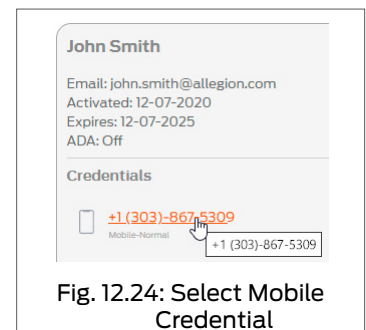 John Smith
Email: john.smith@allegion.com
Activated: 12-07-2020
Expires: 12-07-2025
ADA: Off
Credentials
+1 (303)-867-5309
Mobile-Normal
+1 (303)-867-5309
Fig. 12.24: Select Mobile
Credential